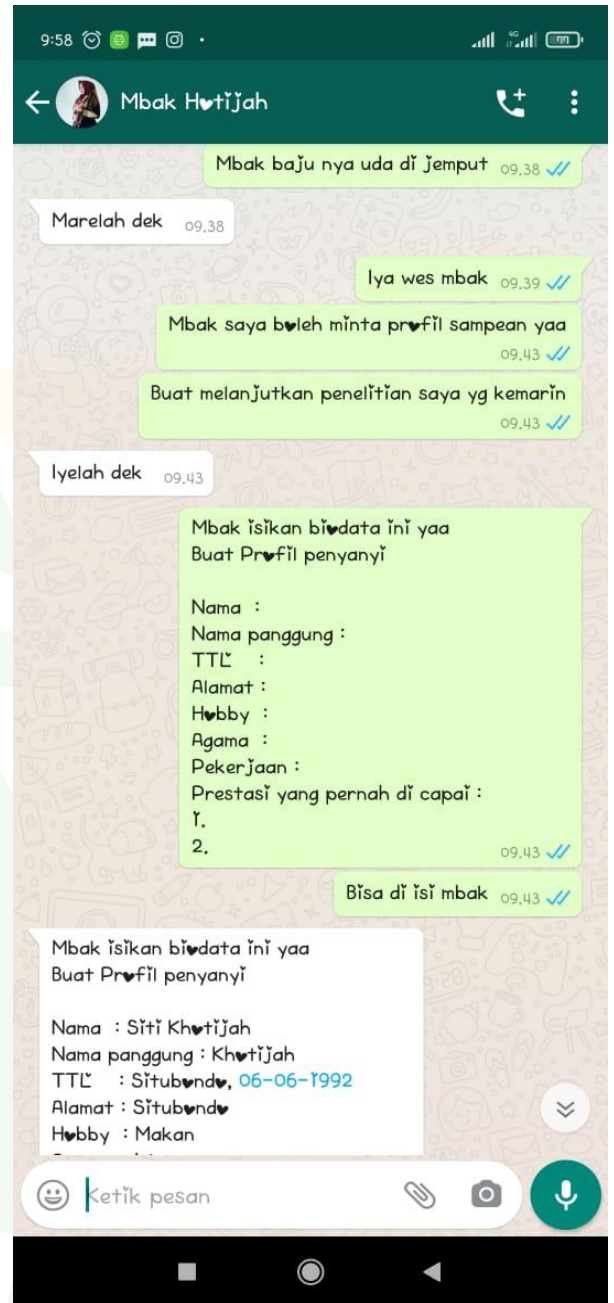 9:58
4G
Mbak Hotijah
Mbak baju nya uda di jemput 09.38
Marelah dek 09.38
Iya wes mbak 09.39
Mbak saya boleh minta profil sampean yaa
09.43
Buat melanjutkan penelitian saya yg kemarin
09.43
Iyelah dek 09.43
Mbak isikan biodata ini yaa
Buat Profil penyanyi
Nama :
Nama panggung :
TTL :
Alamat :
Hobby :
Agama :
Pekerjaan :
Prestasi yang pernah di capai :
1.
2. 09.43
Bisa di isi mbak 09.43
Mbak isikan biodata ini yaa
Buat Profil penyanyi
Nama : Siti Khotijah
Nama panggung : Khotijah
TTL : Situbondo, 06-06-1992
Alamat : Situbondo
Hobby : Makan
Ketik pesan